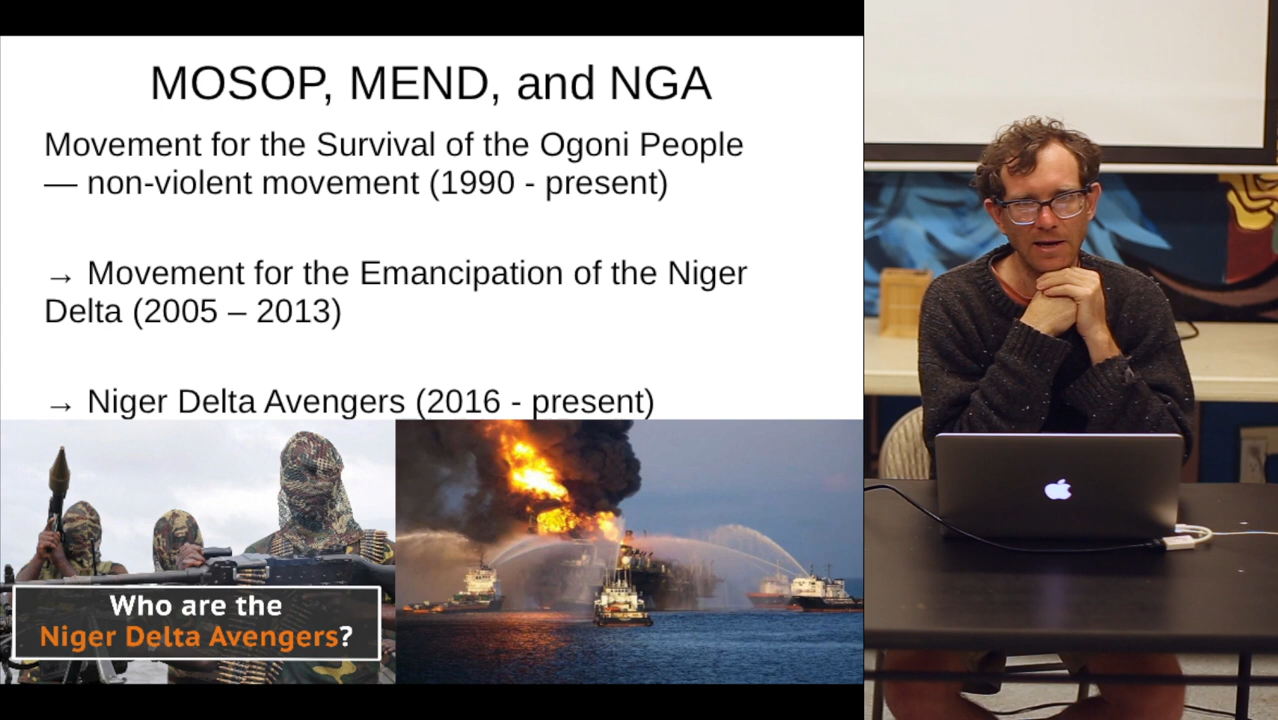 MOSOP, MEND, and NGA
Movement for the Survival of the Ogoni People
— non-violent movement (1990 - present)
→ Movement for the Emancipation of the Niger
Delta (2005 – 2013)
→ Niger Delta Avengers (2016 - present)
Who are the
Niger Delta Avengers?